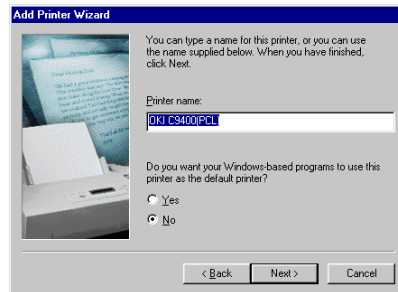 Add Printer Wizard
You can type a name for this printer, or you can use
the name supplied below. When you have finished,
click Next.
Printer name:
OKI C9400(PCL)
Do you want your Windows-based programs to use this
printer as the default printer?
Yes
No
< Back
Next >
Cancel